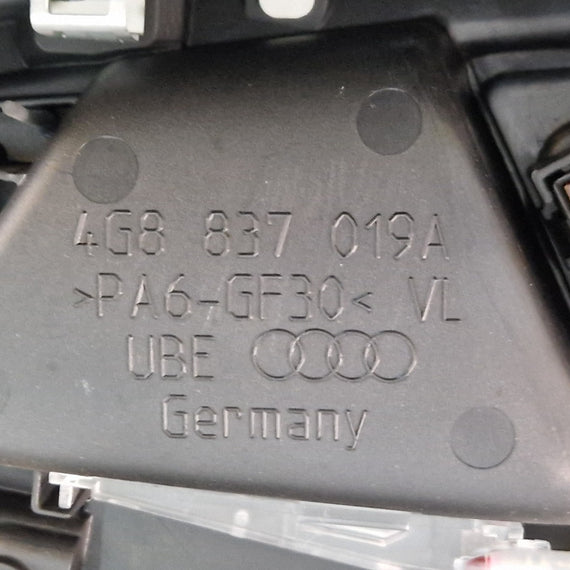 4G8 837 019A
>PA6-GF30< VL
UBE
Germany